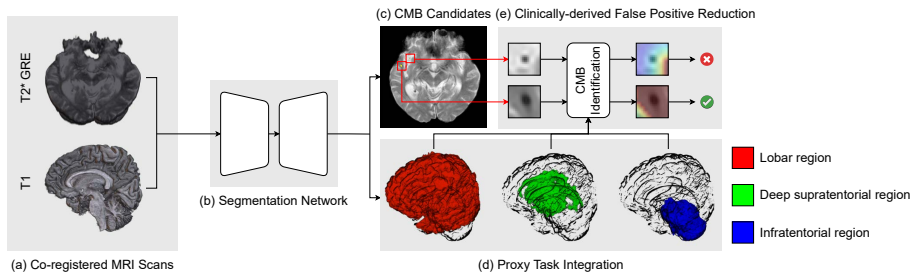 (c) CMB Candidates
(e) Clinically-derived False Positive Reduction
T2* GRE
T1
CMB
Identification
(b) Segmentation Network
Lobar region
Deep supratentorial region
Infratentorial region
(a) Co-registered MRI Scans
(d) Proxy Task Integration